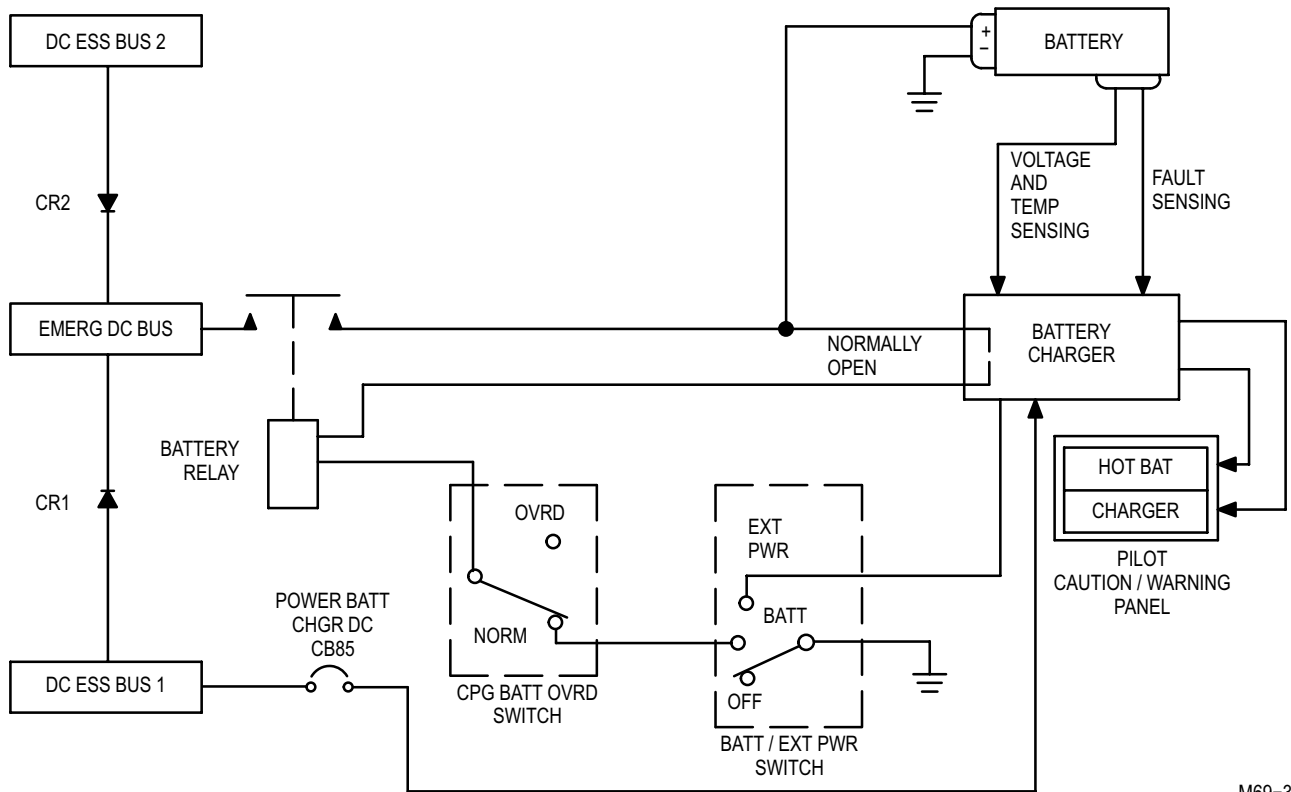 DC ESS BUS 2
+
−
BATTERY
VOLTAGE
AND
TEMP
SENSING
FAULT
SENSING
CR2
EMERG DC BUS
NORMALLY
OPEN
BATTERY
CHARGER
BATTERY
RELAY
HOT BAT
CHARGER
PILOT
CAUTION / WARNING
PANEL
CR1
OVRD
NORM
CPG BATT OVRD
SWITCH
EXT
PWR
BATT
OFF
BATT / EXT PWR
SWITCH
POWER BATT
CHGR DC
CB85
DC ESS BUS 1
M69−3